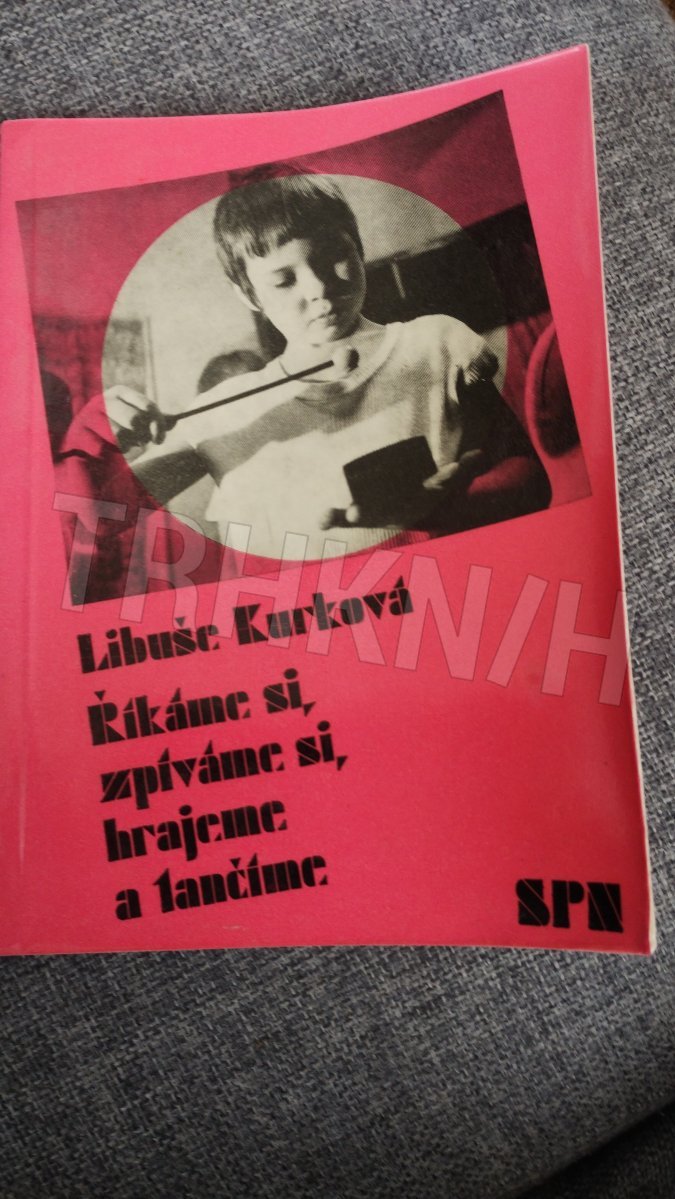 TRHKNIH
Libuše Kurková
Říkáme si,
zpíváme si,
hrajeme
a tančíme
SPN